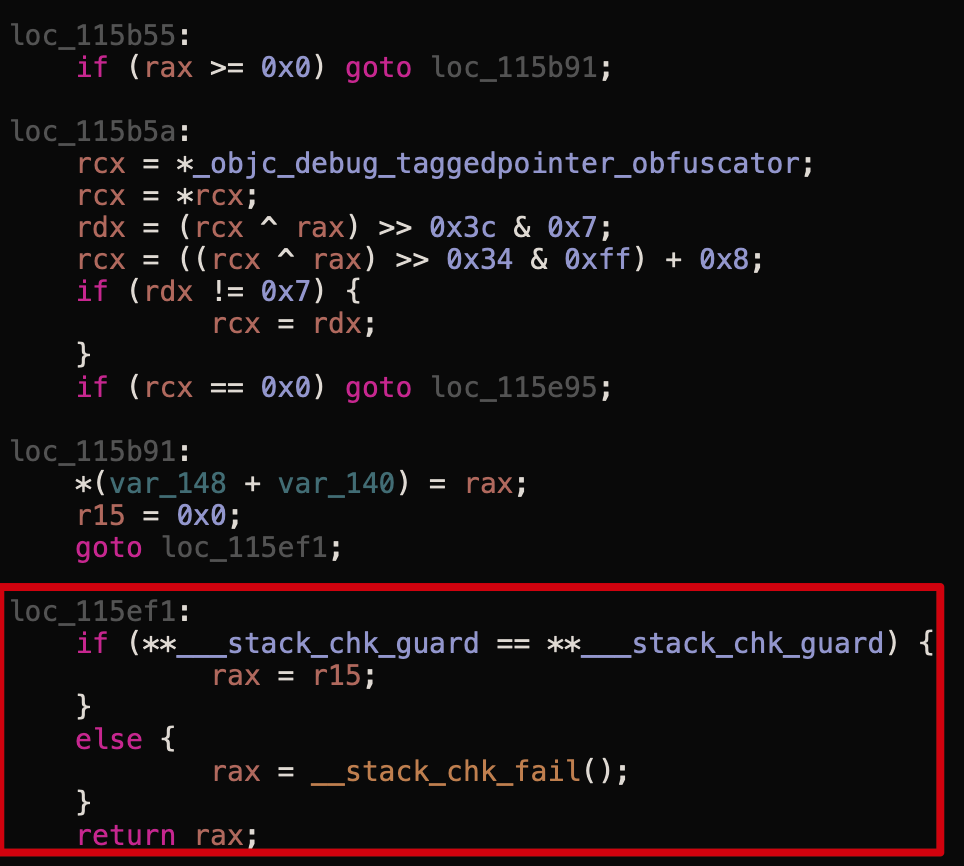 loc_115b55:
if (rax >= 0x0) goto loc_115b91;
loc_115b5a:
rcx = *_objc_debug_taggedpointer_obfuscator;
rcx = *rcx;
rdx = (rcx ^ rax) >> 0x3c & 0x7;
rcx = ((rcx ^ rax) >> 0x34 & 0xff) + 0x8;
if (rdx != 0x7) {
rcx = rdx;
}
if (rcx == 0x0) goto loc_115e95;
loc_115b91:
*(var_148 + var_140) = rax;
r15 = 0x0;
goto loc_115ef1;
loc_115ef1:
if (**___stack_chk_guard == **___stack_chk_guard) {
rax = r15;
}
else {
rax = __stack_chk_fail();
}
return rax;